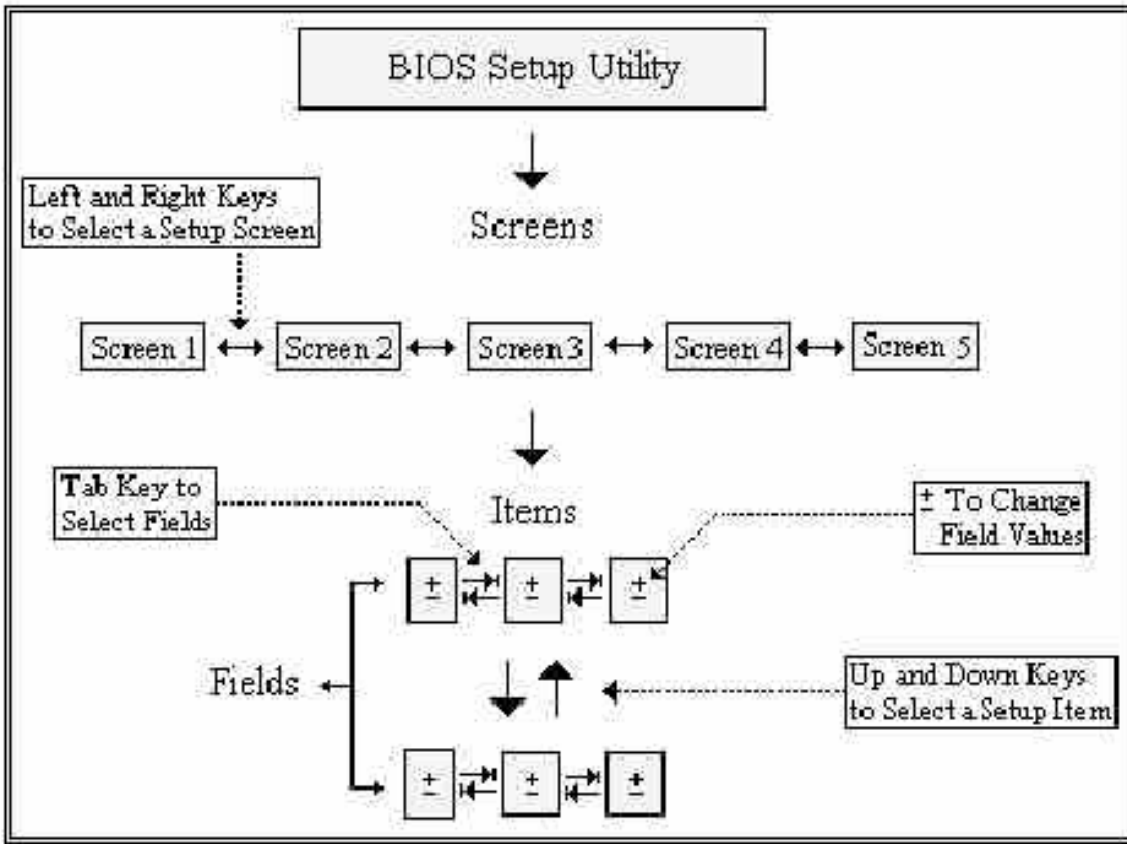 BIOS Setup Utility
Left and Right Keys
to Select a Setup Screen
Screens
Screen 1
Screen 2
Screen 3
Screen 4
Screen 5
Tab Key to
Select Fields
Items
± To Change
Field Values
± ± ±
Fields
Up and Down Keys
to Select a Setup Item
± ± ±